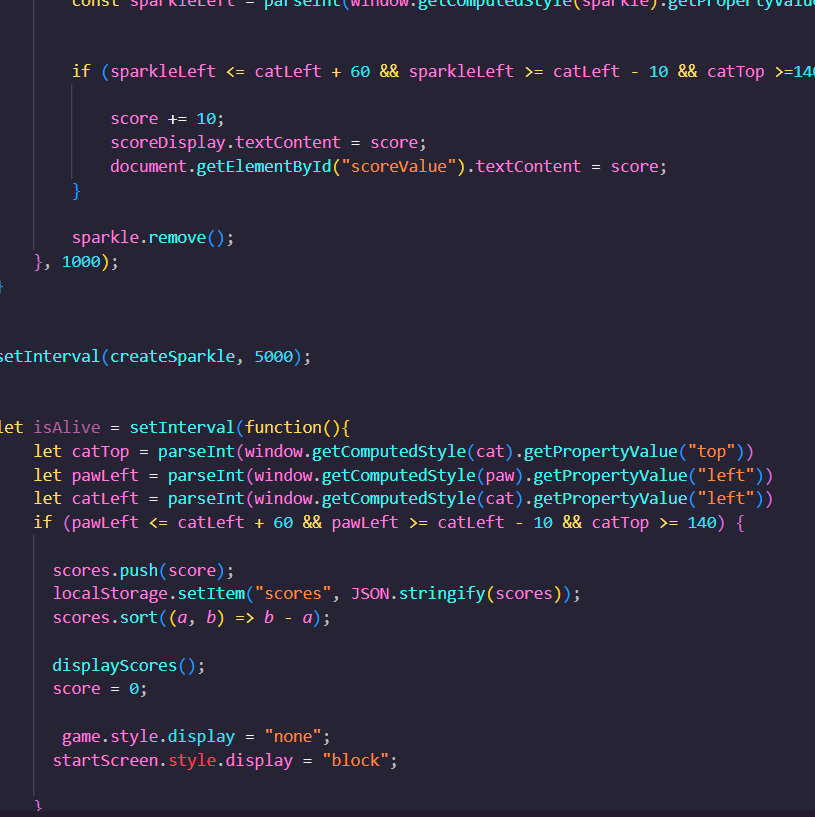 const sparkleLeft = parseInt(window.getComputedStyle(sparkle).getPropertyValue
if (sparkleLeft <= catLeft + 60 && sparkleLeft >= catLeft - 10 && catTop >=140
score += 10;
scoreDisplay.textContent = score;
document.getElementById("scoreValue").textContent = score;
}
sparkle.remove();
}, 1000);
}
setInterval(createSparkle, 5000);
let isAlive = setInterval(function(){
let catTop = parseInt(window.getComputedStyle(cat).getPropertyValue("top"))
let pawLeft = parseInt(window.getComputedStyle(paw).getPropertyValue("left"))
let catLeft = parseInt(window.getComputedStyle(cat).getPropertyValue("left"))
if (pawLeft <= catLeft + 60 && pawLeft >= catLeft - 10 && catTop >= 140) {
scores.push(score);
localStorage.setItem("scores", JSON.stringify(scores));
scores.sort((a, b) => b - a);
displayScores();
score = 0;
game.style.display = "none";
startScreen.style.display = "block";
}